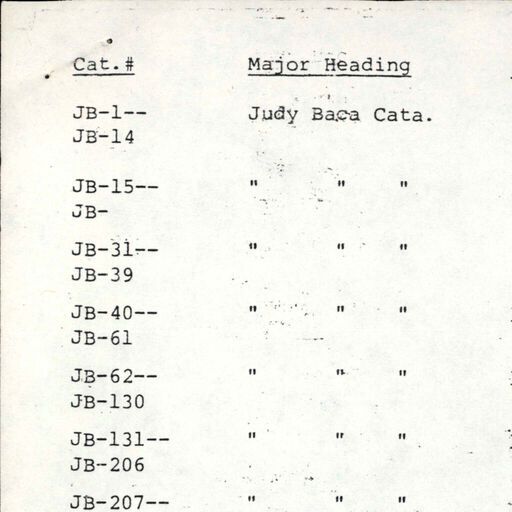 Cat.# Major Heading
JB-1-- Judy Baca Cata.
JB-14
JB-15-- " " "
JB-
JB-31-- " " "
JB-39
JB-40-- " " "
JB-61
JB-62-- " " "
JB-130
JB-131-- " " "
JB-206
JB-207-- " " "